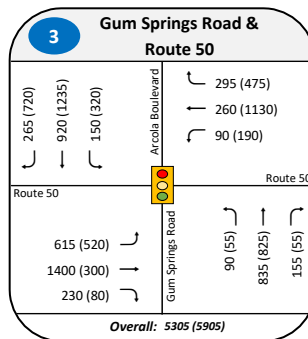 3
Gum Springs Road &
Route 50
265 (720)
920 (1235)
150 (320)
Arcola Boulevard
295 (475)
260 (1130)
90 (190)
Route 50
Route 50
615 (520)
1400 (300)
230 (80)
Gum Springs Road
90 (55)
835 (825)
155 (55)
Overall: 5305 (5905)